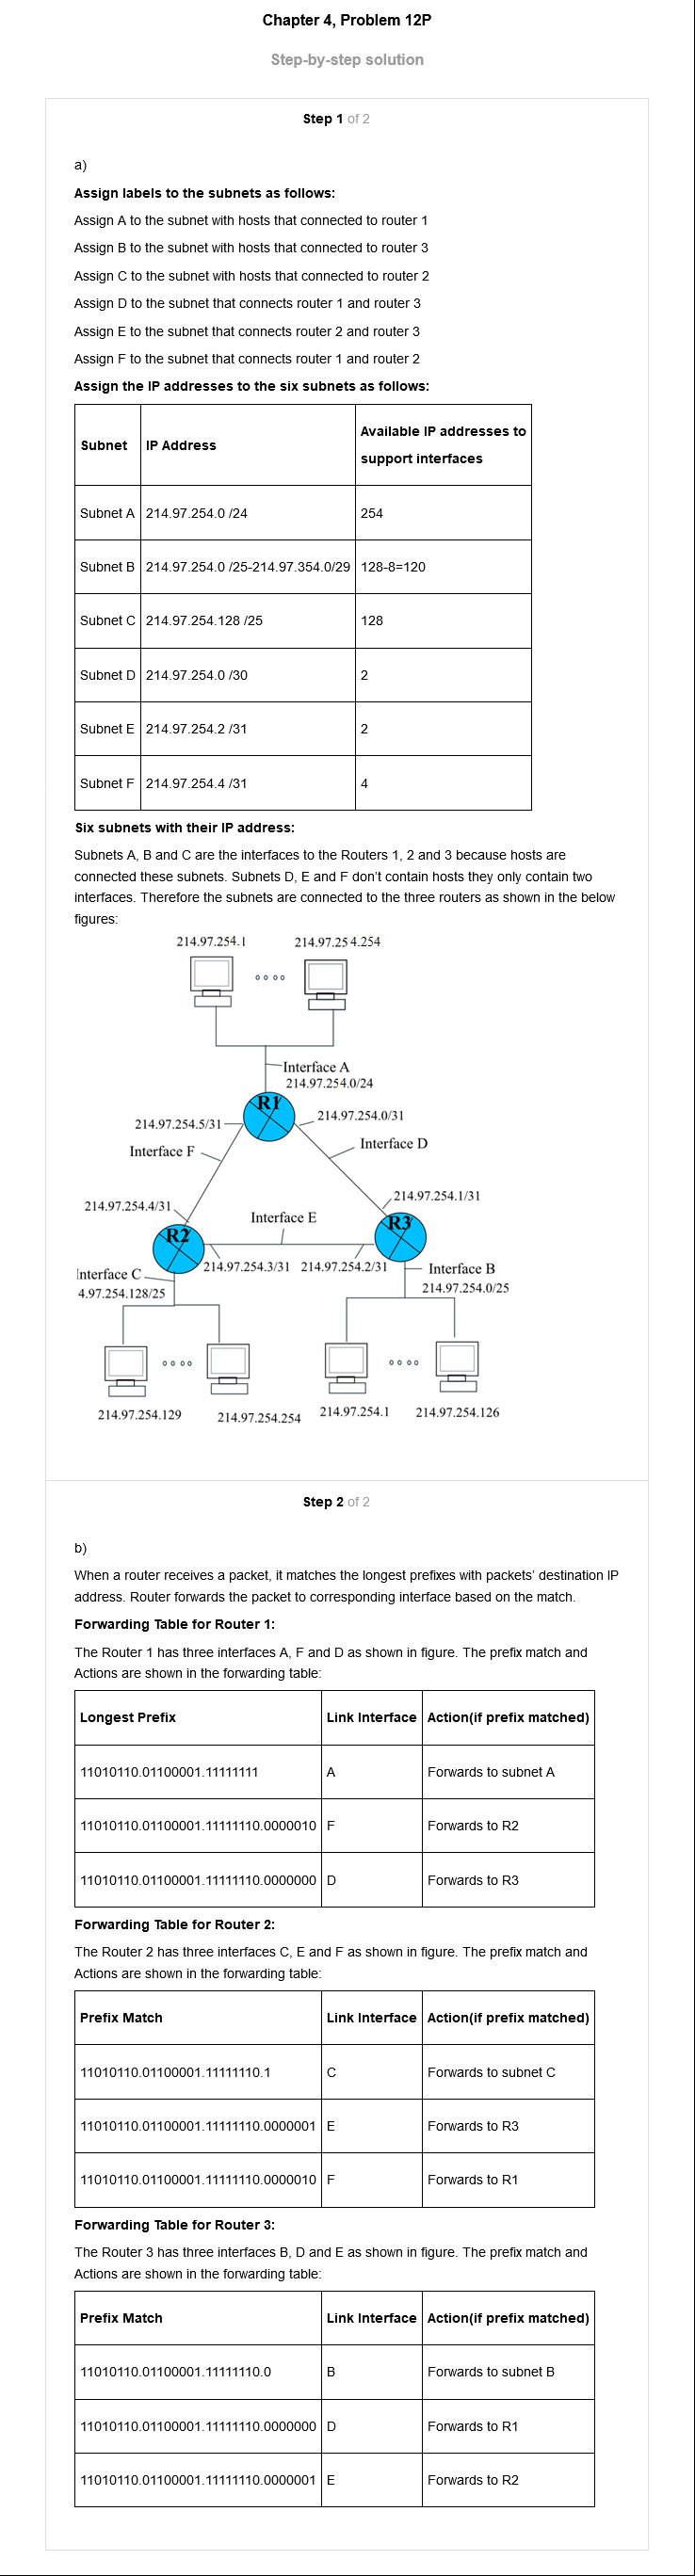 Chapter 4, Problem 12P
Step-by-step solution
Step 1 of 2
a)
Assign labels to the subnets as follows:
Assign A to the subnet with hosts that connected to router 1
Assign B to the subnet with hosts that connected to router 3
Assign C to the subnet with hosts that connected to router 2
Assign D to the subnet that connects router 1 and router 3
Assign E to the subnet that connects router 2 and router 3
Assign F to the subnet that connects router 1 and router 2
Assign the IP addresses to the six subnets as follows:
Subnet IP Address Available IP addresses to
support interfaces
Subnet A 214.97.254.0 /24 254
Subnet B 214.97.254.0 /25-214.97.354.0/29 128-8=120
Subnet C 214.97.254.128 /25 128
Subnet D 214.97.254.0 /30 2
Subnet E 214.97.254.2 /31 2
Subnet F 214.97.254.4 /31 4
Six subnets with their IP address:
Subnets A, B and C are the interfaces to the Routers 1, 2 and 3 because hosts are
connected these subnets. Subnets D, E and F don't contain hosts they only contain two
interfaces. Therefore the subnets are connected to the three routers as shown in the below
figures:
214.97.254.1 214.97.254.254
Interface A
214.97.254.0/24
R1
214.97.254.5/31 214.97.254.0/31
Interface F Interface D
214.97.254.4/31 214.97.254.1/31
Interface E
R2 R3
214.97.254.3/31 214.97.254.2/31
Interface C Interface B
4.97.254.128/25 214.97.254.0/25
214.97.254.129 214.97.254.254 214.97.254.1 214.97.254.126
Step 2 of 2
b)
When a router receives a packet, it matches the longest prefixes with packets' destination IP
address. Router forwards the packet to corresponding interface based on the match.
Forwarding Table for Router 1:
The Router 1 has three interfaces A, F and D as shown in figure. The prefix match and
Actions are shown in the forwarding table:
Longest Prefix Link Interface Action(if prefix matched)
11010110.01100001.11111111 A Forwards to subnet A
11010110.01100001.11111110.0000010 F Forwards to R2
11010110.01100001.11111110.0000000 D Forwards to R3
Forwarding Table for Router 2:
The Router 2 has three interfaces C, E and F as shown in figure. The prefix match and
Actions are shown in the forwarding table:
Prefix Match Link Interface Action(if prefix matched)
11010110.01100001.11111110.1 C Forwards to subnet C
11010110.01100001.11111110.0000001 E Forwards to R3
11010110.01100001.11111110.0000010 F Forwards to R1
Forwarding Table for Router 3:
The Router 3 has three interfaces B, D and E as shown in figure. The prefix match and
Actions are shown in the forwarding table:
Prefix Match Link Interface Action(if prefix matched)
11010110.01100001.11111110.0 B Forwards to subnet B
11010110.01100001.11111110.0000000 D Forwards to R1
11010110.01100001.11111110.0000001 E Forwards to R2